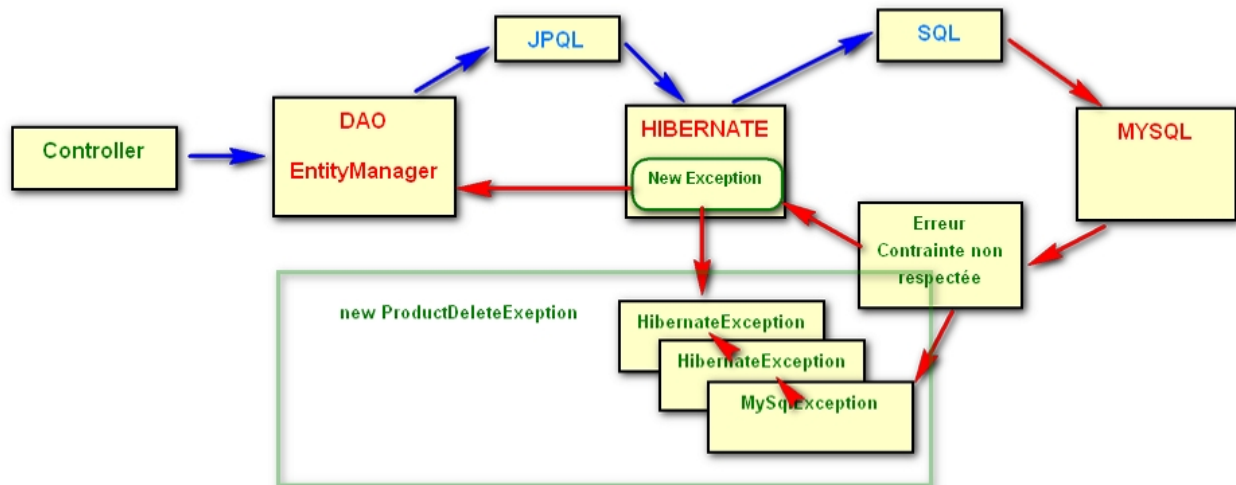 JPQL
SQL
Controller
DAO
EntityManager
HIBERNATE
New Exception
MYSQL
Erreur
Contrainte non
respectée
new ProductDeleteExeption
HibernateException
HibernateException
MySqlException